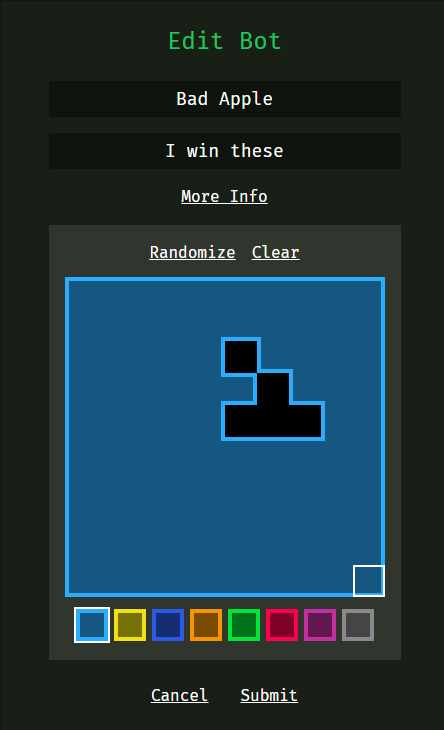 Edit Bot
Bad Apple
I win these
More Info
Randomize Clear
Cancel Submit